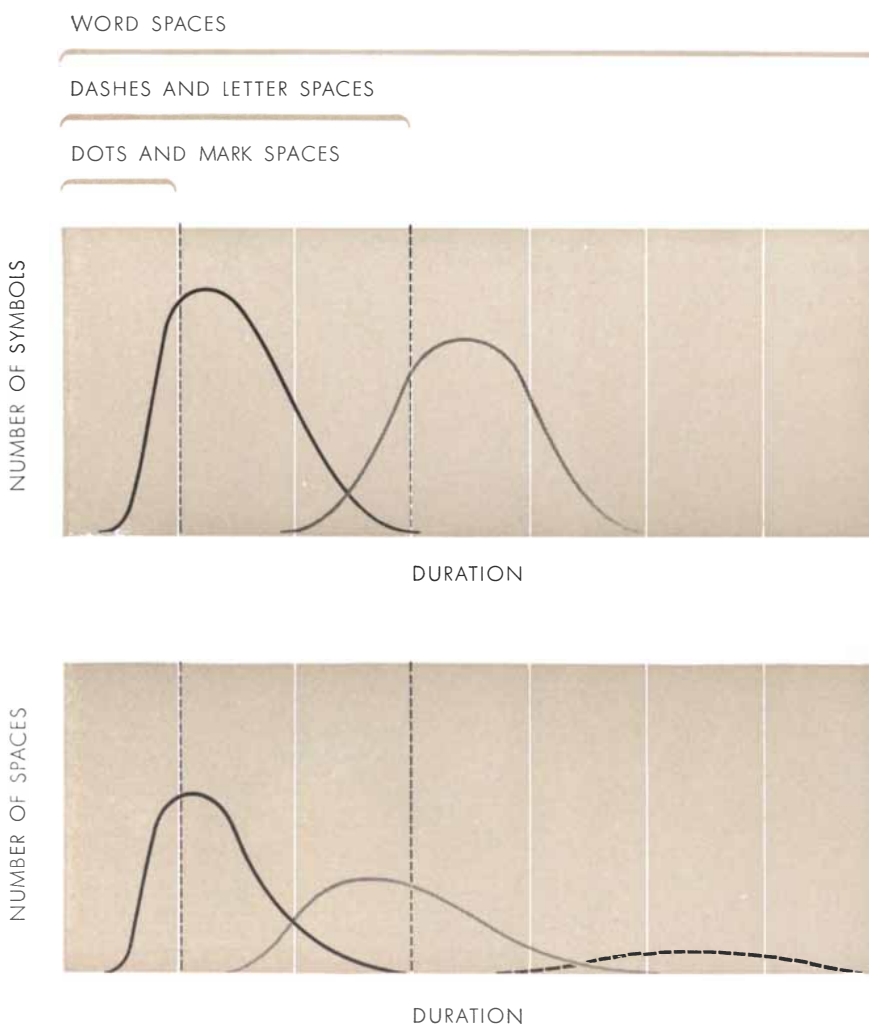 WORD SPACES
DASHES AND LETTER SPACES
DOTS AND MARK SPACES
NUMBER OF SYMBOLS
DURATION
NUMBER OF SPACES
DURATION